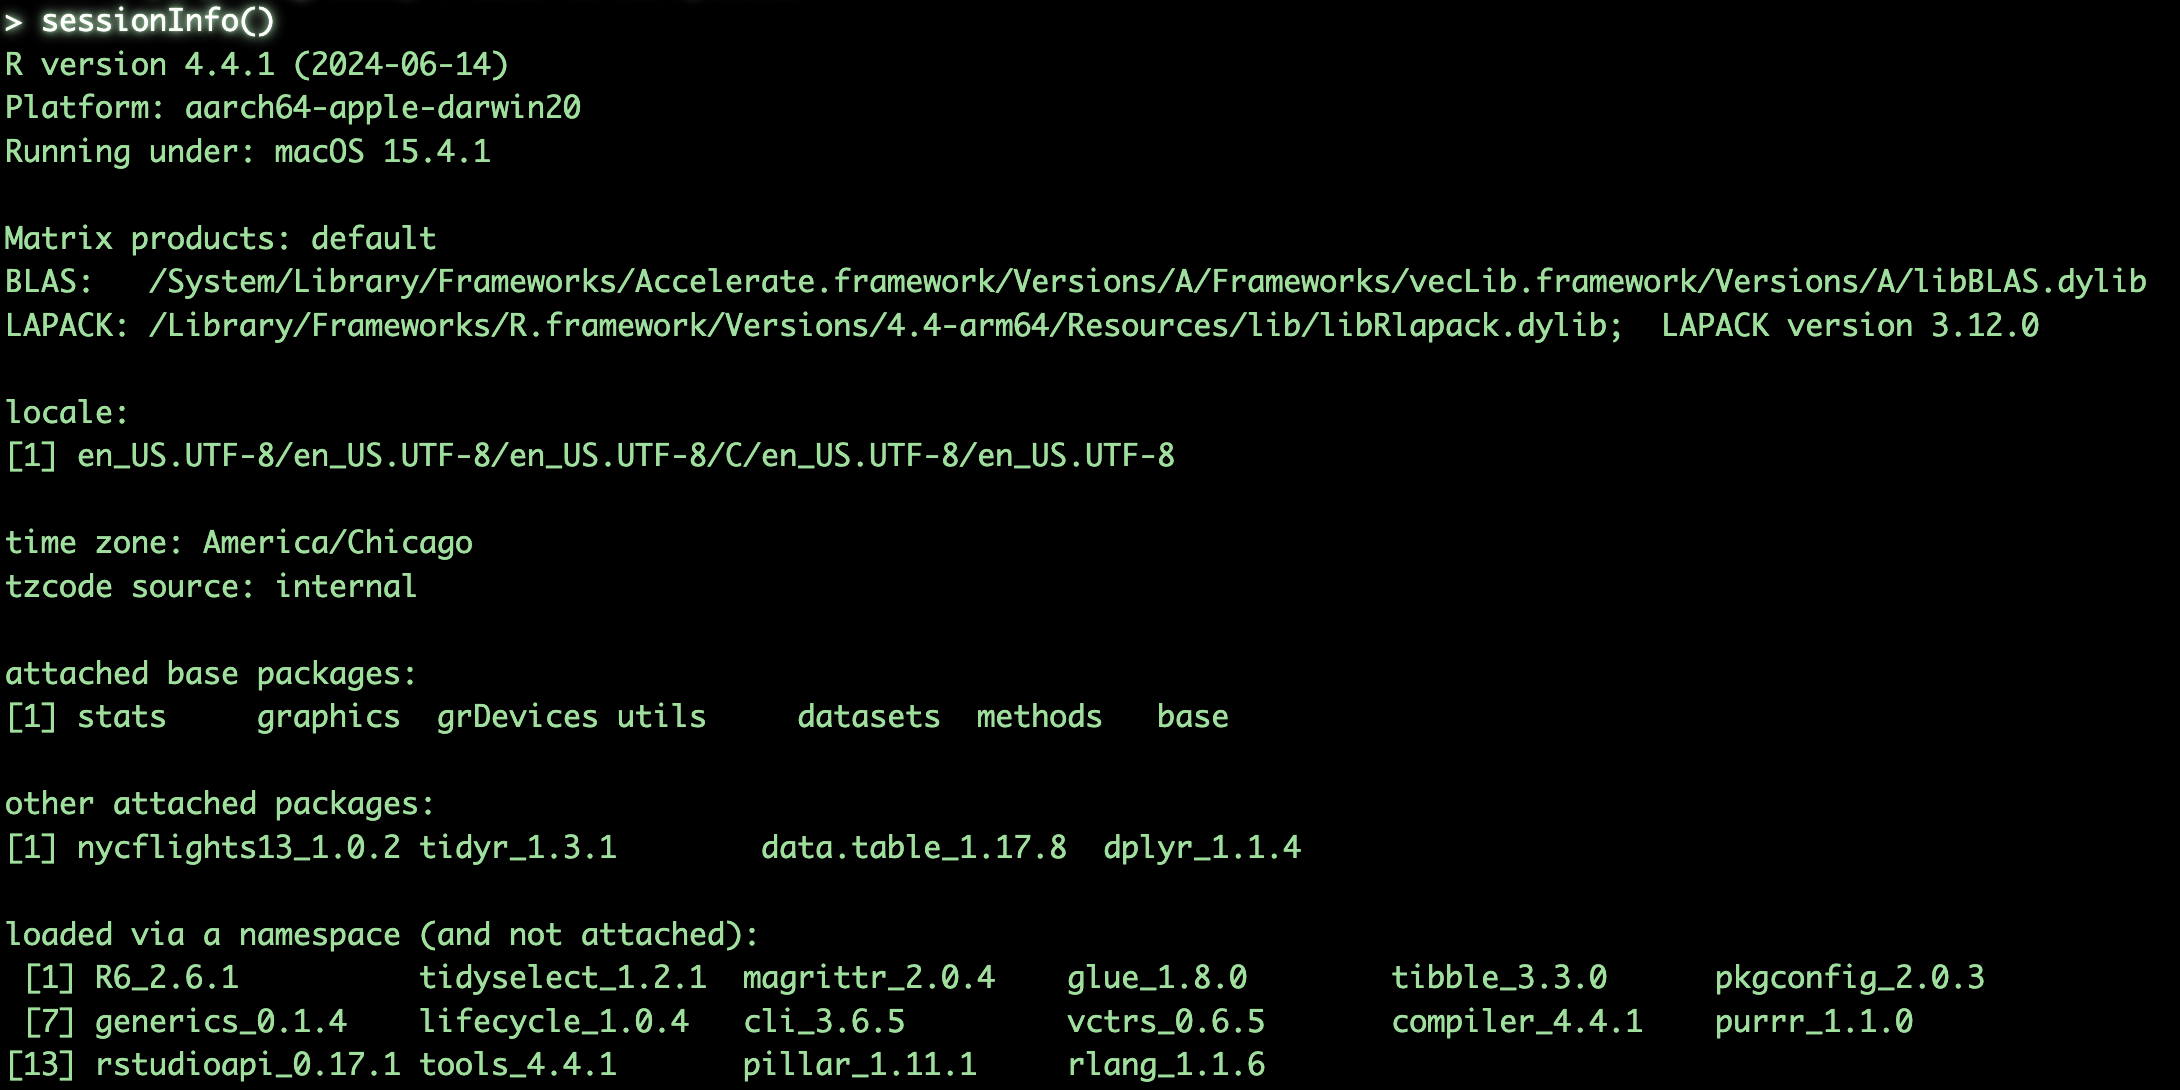 > sessionInfo()
R version 4.4.1 (2024-06-14)
Platform: aarch64-apple-darwin20
Running under: macOS 15.4.1
Matrix products: default
BLAS:   /System/Library/Frameworks/Accelerate.framework/Versions/A/Frameworks/vecLib.framework/Versions/A/libBLAS.dylib
LAPACK: /Library/Frameworks/R.framework/Versions/4.4-arm64/Resources/lib/libRlapack.dylib;  LAPACK version 3.12.0
locale:
[1] en_US.UTF-8/en_US.UTF-8/en_US.UTF-8/C/en_US.UTF-8/en_US.UTF-8
time zone: America/Chicago
tzcode source: internal
attached base packages:
[1] stats     graphics  grDevices utils     datasets  methods   base
other attached packages:
[1] nycflights13_1.0.2 tidyr_1.3.1        data.table_1.17.8  dplyr_1.1.4
loaded via a namespace (and not attached):
 [1] R6_2.6.1          tidyselect_1.2.1  magrittr_2.0.4    glue_1.8.0        tibble_3.3.0      pkgconfig_2.0.3
 [7] generics_0.1.4    lifecycle_1.0.4   cli_3.6.5         vctrs_0.6.5       compiler_4.4.1    purrr_1.1.0
[13] rstudioapi_0.17.1 tools_4.4.1       pillar_1.11.1     rlang_1.1.6